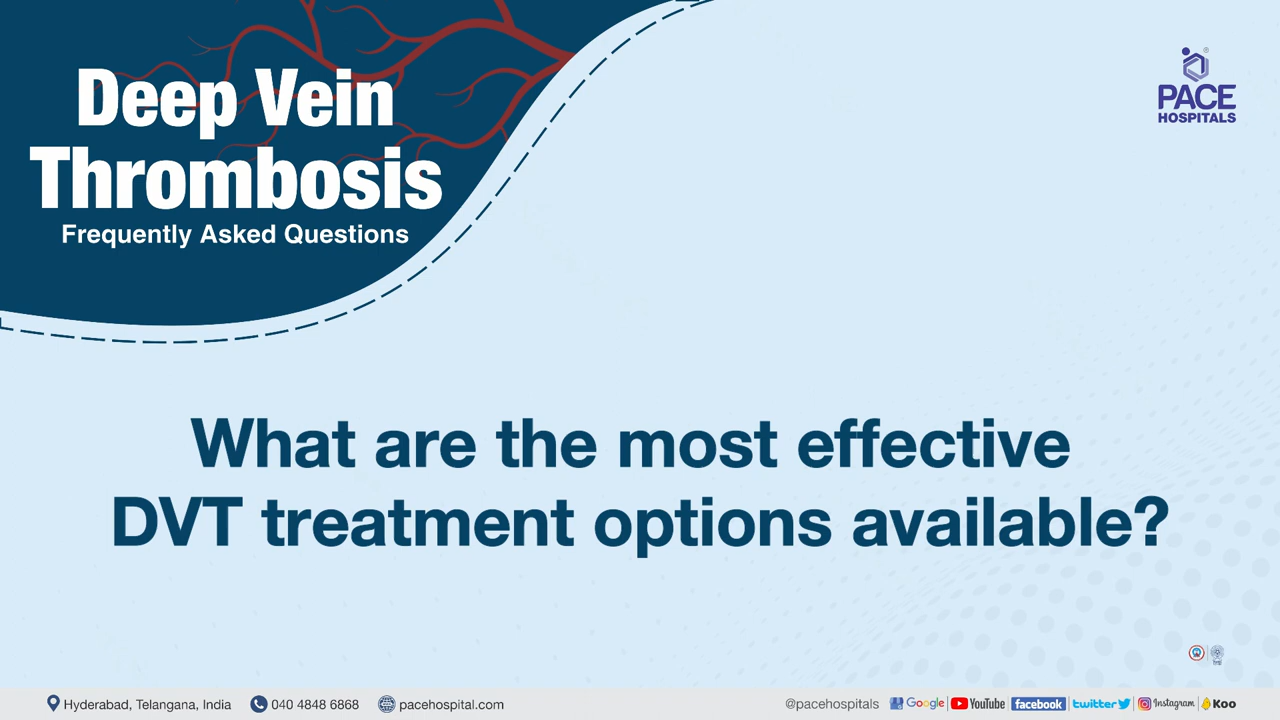 Deep Vein
Thrombosis
Frequently Asked Questions
PACE
HOSPITALS
What are the most effective
DVT treatment options available?
Hyderabad, Telangana, India 040 4848 6868 pacehospital.com @pacehospitals Google YouTube facebook twitter Instagram Koo